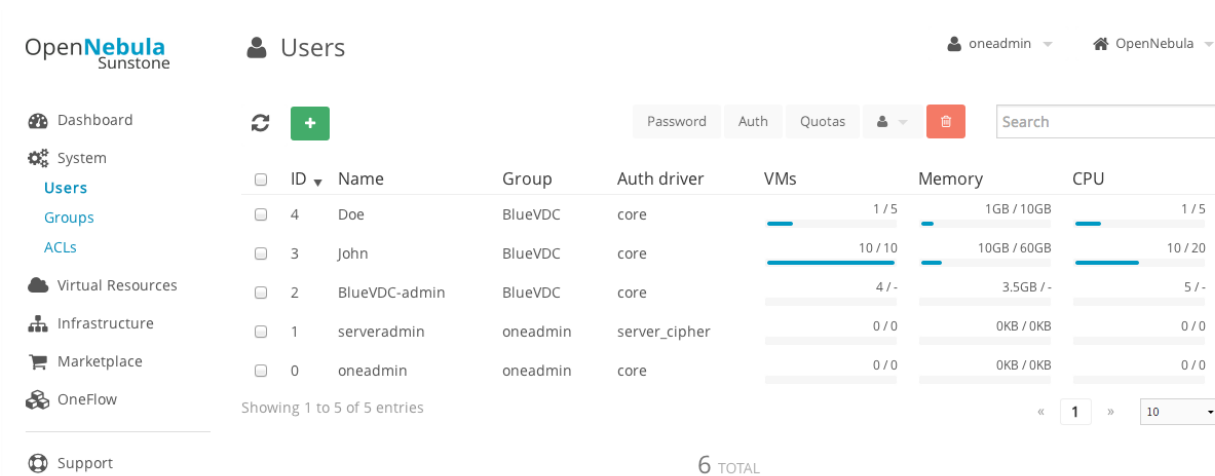 OpenNebula
Sunstone
Users
oneadmin
OpenNebula
Dashboard
System
Users
Groups
ACLs
Virtual Resources
Infrastructure
Marketplace
OneFlow
Support
+
Password Auth Quotas
Search
ID Name Group Auth driver VMs Memory CPU
4 Doe BlueVDC core 1 / 5 1GB / 10GB 1 / 5
3 John BlueVDC core 10 / 10 10GB / 60GB 10 / 20
2 BlueVDC-admin BlueVDC core 4 / - 3.5GB / - 5 / -
1 serveradmin oneadmin server_cipher 0 / 0 0KB / 0KB 0 / 0
0 oneadmin oneadmin core 0 / 0 0KB / 0KB 0 / 0
Showing 1 to 5 of 5 entries
« 1 » 10
6 TOTAL